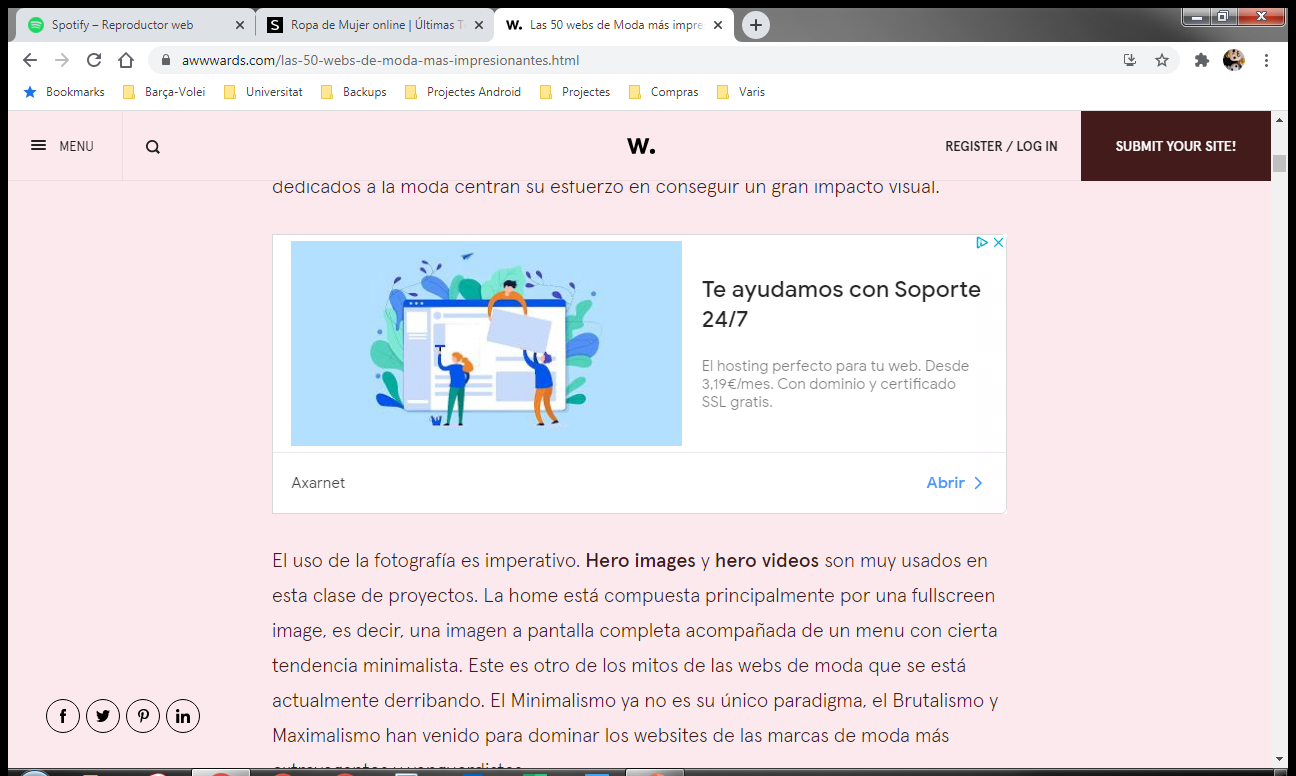 Spotify – Reproductor web
S Ropa de Mujer online | Últimas T
W. Las 50 webs de Moda más impre
awwwards.com/las-50-webs-de-moda-mas-impresionantes.html
Bookmarks Barça-Volei Universitat Backups Projectes Android Projectes Compras Varis
MENU W. REGISTER / LOG IN SUBMIT YOUR SITE!
dedicados a la moda centran su esfuerzo en conseguir un gran impacto visual.
Te ayudamos con Soporte
24/7
El hosting perfecto para tu web. Desde
3,19€/mes. Con dominio y certificado
SSL gratis.
Axarnet Abrir
El uso de la fotografía es imperativo. Hero images y hero videos son muy usados en
esta clase de proyectos. La home está compuesta principalmente por una fullscreen
image, es decir, una imagen a pantalla completa acompañada de un menu con cierta
tendencia minimalista. Este es otro de los mitos de las webs de moda que se está
actualmente derribando. El Minimalismo ya no es su único paradigma, el Brutalismo y
Maximalismo han venido para dominar los websites de las marcas de moda más